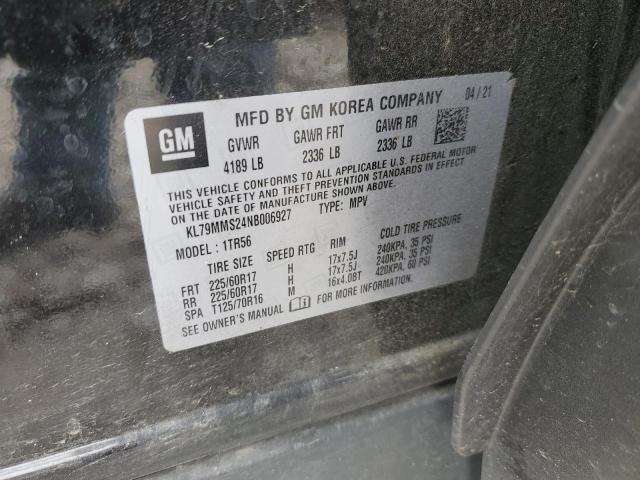 GM
MFD BY GM KOREA COMPANY 04 / 21
GVWR GAWR FRT GAWR RR
4189 LB 2336 LB 2336 LB
THIS VEHICLE CONFORMS TO ALL APPLICABLE U.S. FEDERAL MOTOR
VEHICLE SAFETY AND THEFT PREVENTION STANDARDS IN EFFECT
ON THE DATE OF MANUFACTURE SHOWN ABOVE.
KL79MMS24NB006927 TYPE: MPV
MODEL : 1TR56
TIRE SIZE SPEED RTG RIM COLD TIRE PRESSURE
FRT 225/60R17 H 17x7.5J 240KPA, 35 PSI
RR 225/60R17 H 17x7.5J 240KPA, 35 PSI
SPA T125/70R16 M 16x4.0BT 420KPA, 60 PSI
SEE OWNER'S MANUAL FOR MORE INFORMATION.